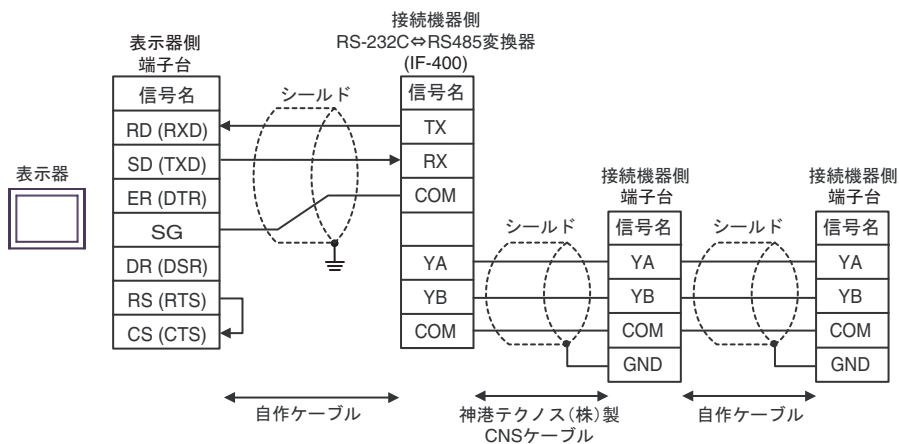 接続機器側
RS-232C⇔RS485変換器
(IF-400)
表示器側
端子台
信号名
RD (RXD)
SD (TXD)
ER (DTR)
SG
DR (DSR)
RS (RTS)
CS (CTS)
シールド
信号名
TX
RX
COM
YA
YB
COM
表示器
接続機器側
端子台
信号名
YA
YB
COM
GND
シールド
接続機器側
端子台
信号名
YA
YB
COM
GND
シールド
自作ケーブル
神港テクノス(株)製
CNSケーブル
自作ケーブル